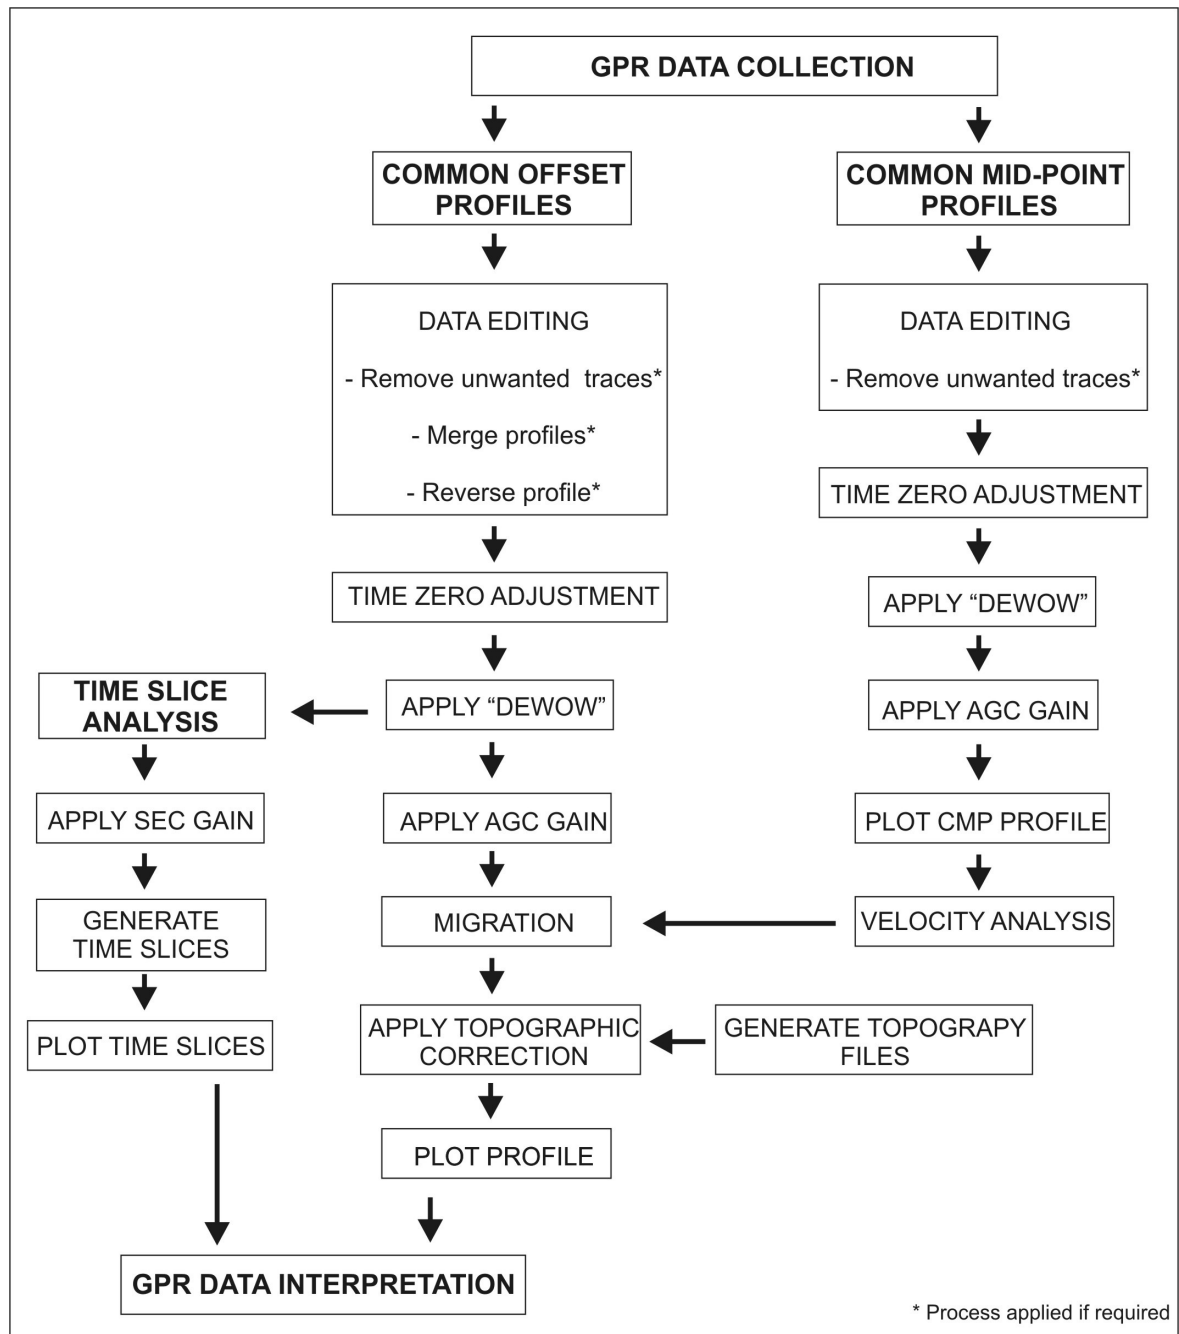 GPR DATA COLLECTION
COMMON OFFSET
PROFILES
COMMON MID-POINT
PROFILES
DATA EDITING
- Remove unwanted  traces*
- Merge profiles*
- Reverse profile*
DATA EDITING
- Remove unwanted traces*
TIME ZERO ADJUSTMENT
TIME ZERO ADJUSTMENT
APPLY “DEWOW”
TIME SLICE
ANALYSIS
APPLY “DEWOW”
APPLY AGC GAIN
APPLY SEC GAIN
APPLY AGC GAIN
PLOT CMP PROFILE
GENERATE
TIME SLICES
MIGRATION
VELOCITY ANALYSIS
PLOT TIME SLICES
APPLY TOPOGRAPHIC
CORRECTION
GENERATE TOPOGRAPY
FILES
PLOT PROFILE
GPR DATA INTERPRETATION
* Process applied if required